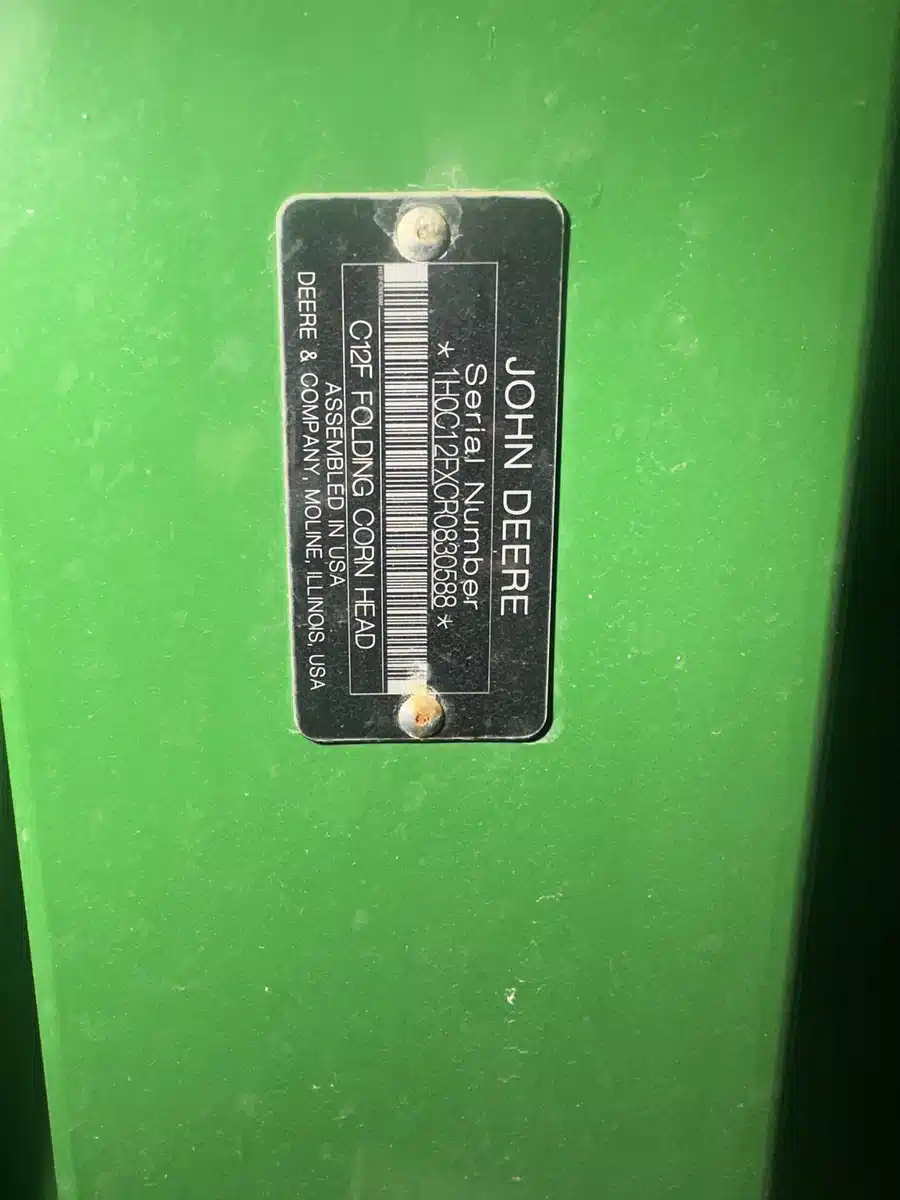 JOHN DEERE
Serial Number
*1H0C12FXCR0830588*
C12F FOLDING CORN HEAD
ASSEMBLED IN USA
DEERE & COMPANY, MOLINE, ILLINOIS, USA